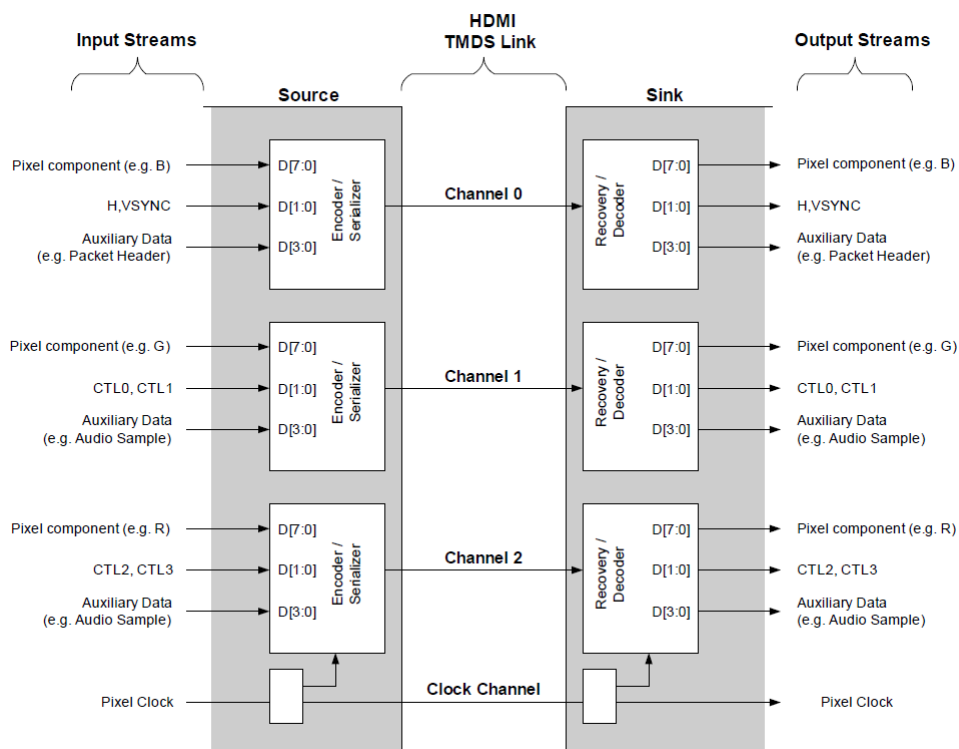 HDMI
TMDS Link
Input Streams
Output Streams
Source
Sink
Pixel component (e.g. B)
D[7:0]
H,VSYNC
D[1:0]
Auxiliary Data
(e.g. Packet Header)
D[3:0]
Encoder /
Serializer
Channel 0
Recovery /
Decoder
D[7:0]
Pixel component (e.g. B)
D[1:0]
H,VSYNC
D[3:0]
Auxiliary Data
(e.g. Packet Header)
Pixel component (e.g. G)
D[7:0]
CTL0, CTL1
D[1:0]
Auxiliary Data
(e.g. Audio Sample)
D[3:0]
Encoder /
Serializer
Channel 1
Recovery /
Decoder
D[7:0]
Pixel component (e.g. G)
D[1:0]
CTL0, CTL1
D[3:0]
Auxiliary Data
(e.g. Audio Sample)
Pixel component (e.g. R)
D[7:0]
CTL2, CTL3
D[1:0]
Auxiliary Data
(e.g. Audio Sample)
D[3:0]
Encoder /
Serializer
Channel 2
Recovery /
Decoder
D[7:0]
Pixel component (e.g. R)
D[1:0]
CTL2, CTL3
D[3:0]
Auxiliary Data
(e.g. Audio Sample)
Pixel Clock
Clock Channel
Pixel Clock